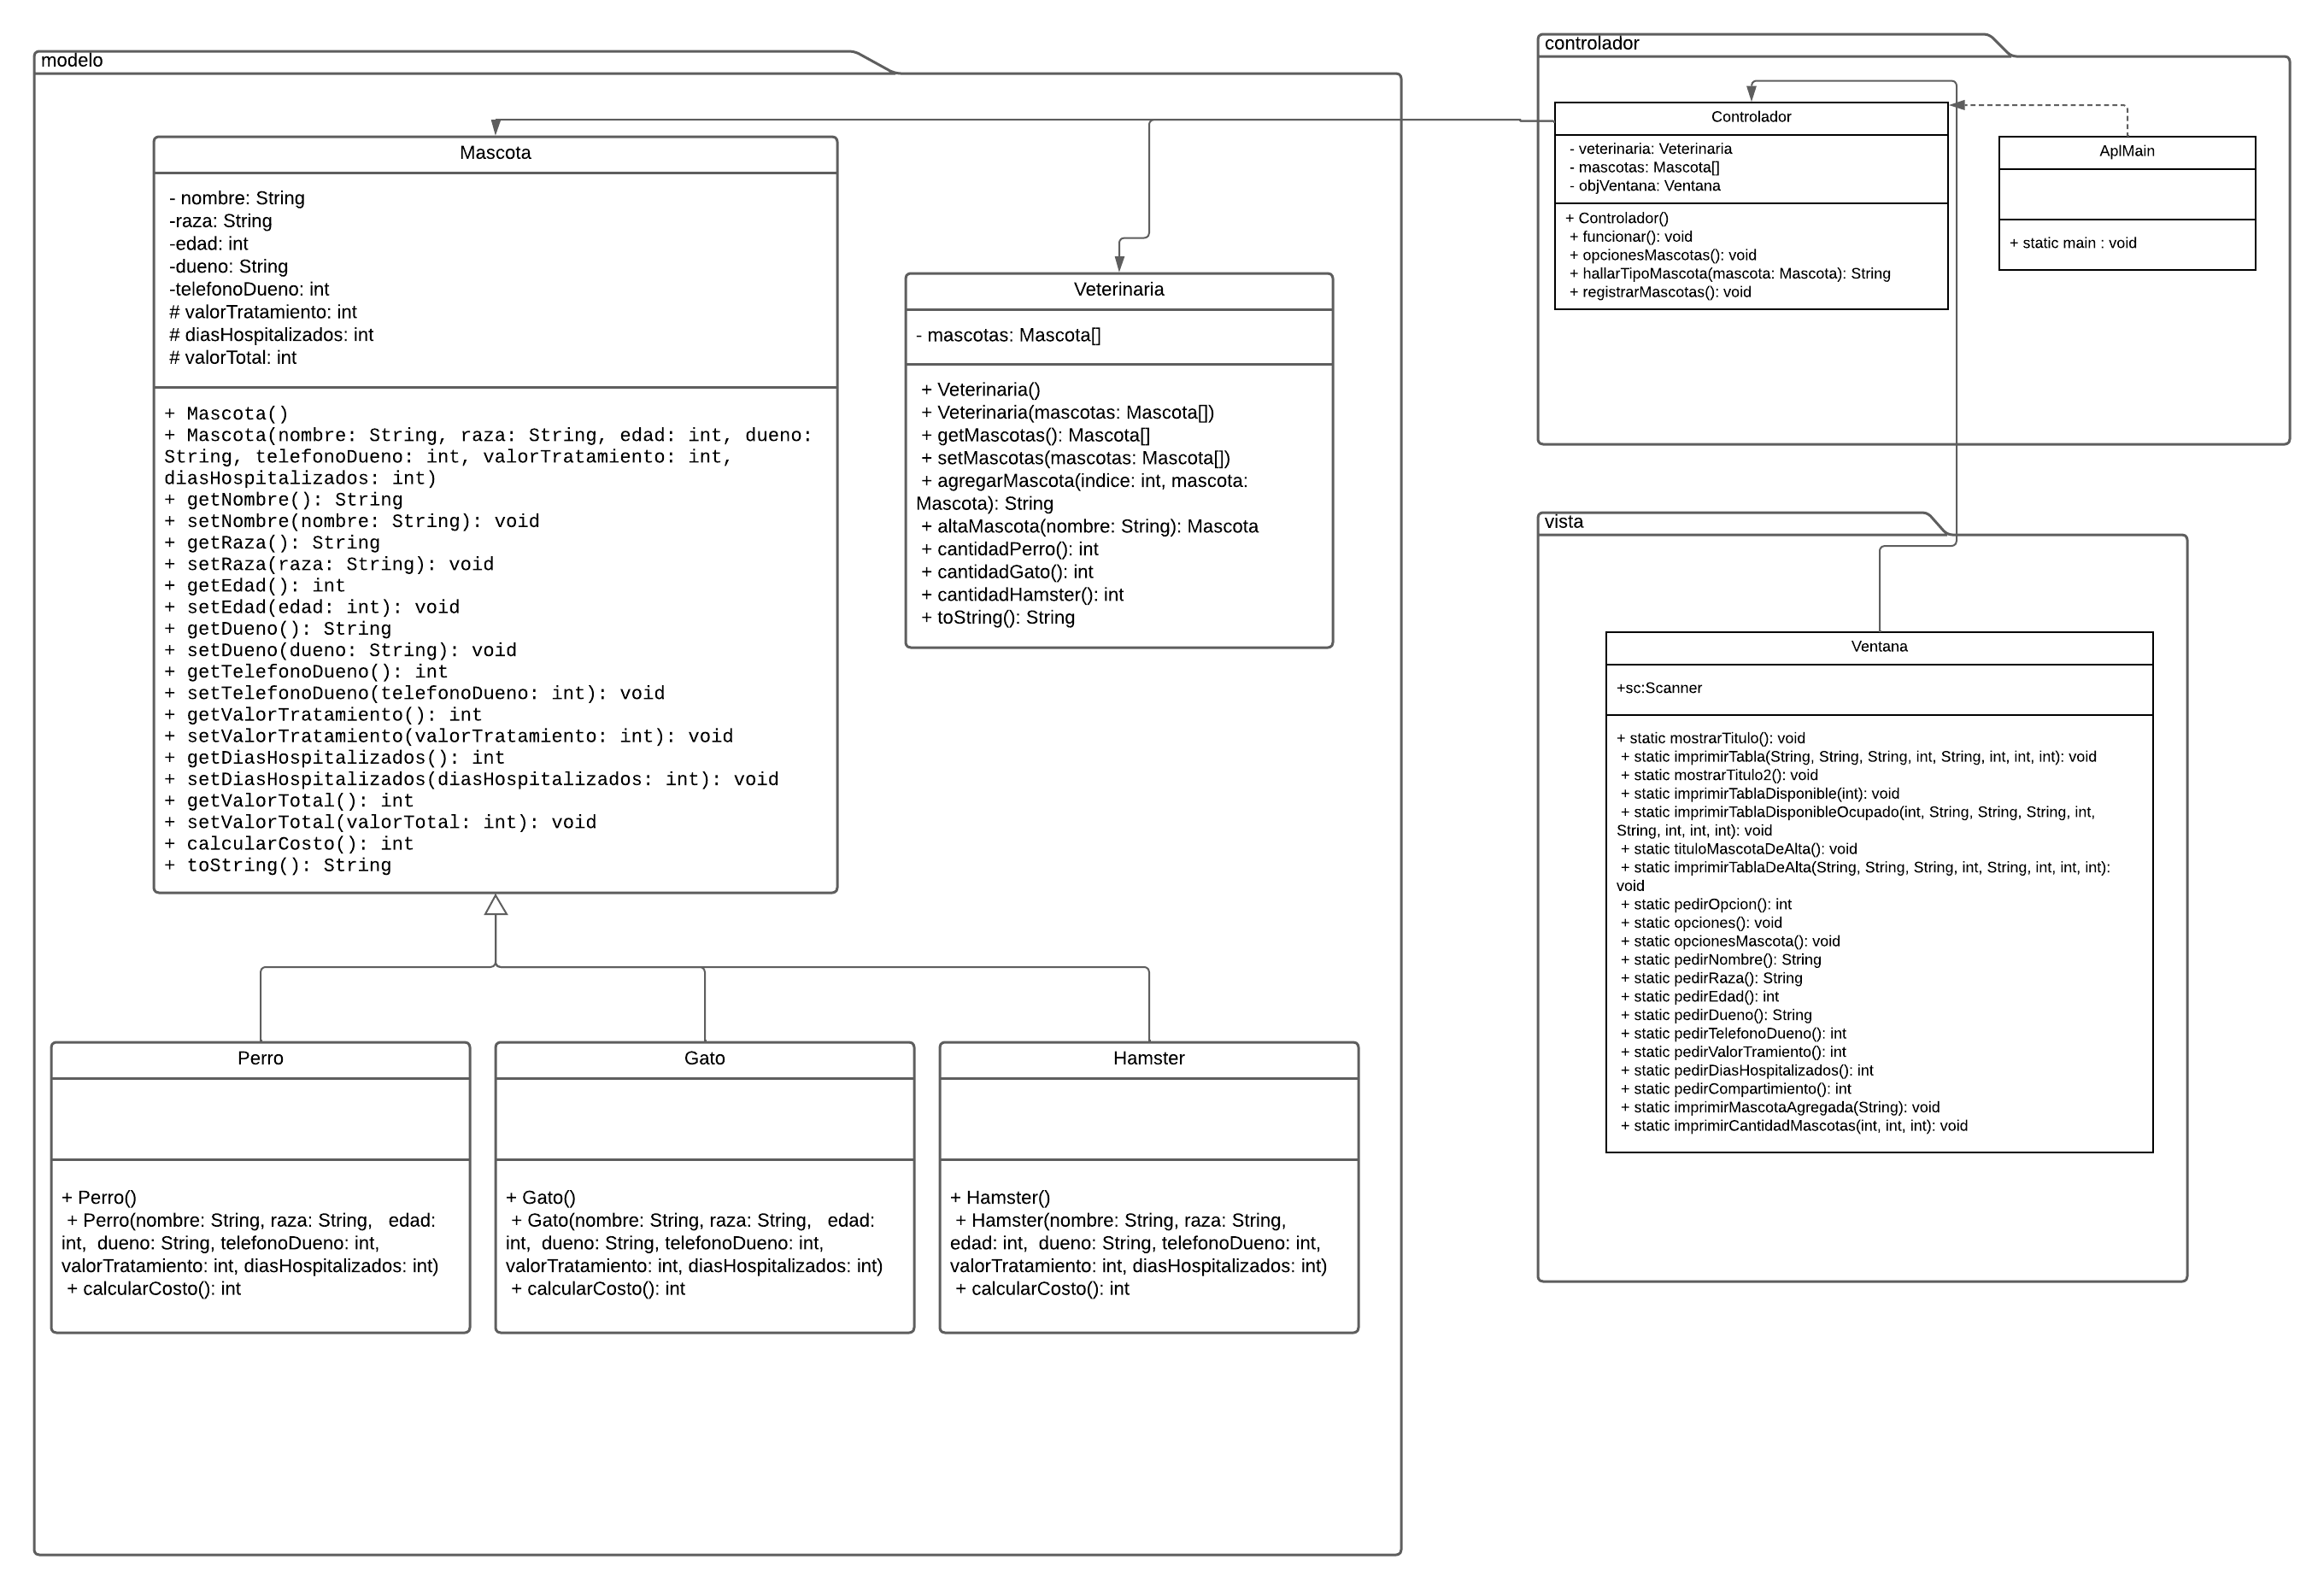 modelo
Mascota
- nombre: String
-raza: String
-edad: int
-dueno: String
-telefonoDueno: int
# valorTratamiento: int
# diasHospitalizados: int
# valorTotal: int
+ Mascota()
+ Mascota(nombre: String, raza: String, edad: int, dueno:
String, telefonoDueno: int, valorTratamiento: int,
diasHospitalizados: int)
+ getNombre(): String
+ setNombre(nombre: String): void
+ getRaza(): String
+ setRaza(raza: String): void
+ getEdad(): int
+ setEdad(edad: int): void
+ getDueno(): String
+ setDueno(dueno: String): void
+ getTelefonoDueno(): int
+ setTelefonoDueno(telefonoDueno: int): void
+ getValorTratamiento(): int
+ setValorTratamiento(valorTratamiento: int): void
+ getDiasHospitalizados(): int
+ setDiasHospitalizados(diasHospitalizados: int): void
+ getValorTotal(): int
+ setValorTotal(valorTotal: int): void
+ calcularCosto(): int
+ toString(): String
Veterinaria
- mascotas: Mascota[]
+ Veterinaria()
+ Veterinaria(mascotas: Mascota[])
+ getMascotas(): Mascota[]
+ setMascotas(mascotas: Mascota[])
+ agregarMascota(indice: int, mascota:
Mascota): String
+ altaMascota(nombre: String): Mascota
+ cantidadPerro(): int
+ cantidadGato(): int
+ cantidadHamster(): int
+ toString(): String
Perro
+ Perro()
+ Perro(nombre: String, raza: String, edad:
int, dueno: String, telefonoDueno: int,
valorTratamiento: int, diasHospitalizados: int)
+ calcularCosto(): int
Gato
+ Gato()
+ Gato(nombre: String, raza: String, edad:
int, dueno: String, telefonoDueno: int,
valorTratamiento: int, diasHospitalizados: int)
+ calcularCosto(): int
Hamster
+ Hamster()
+ Hamster(nombre: String, raza: String,
edad: int, dueno: String, telefonoDueno: int,
valorTratamiento: int, diasHospitalizados: int)
+ calcularCosto(): int
controlador
Controlador
- veterinaria: Veterinaria
- mascotas: Mascota[]
- objVentana: Ventana
+ Controlador()
+ funcionar(): void
+ opcionesMascotas(): void
+ hallarTipoMascota(mascota: Mascota): String
+ registrarMascotas(): void
AplMain
+ static main : void
vista
Ventana
+sc:Scanner
+ static mostrarTitulo(): void
+ static imprimirTabla(String, String, String, int, String, int, int, int): void
+ static mostrarTitulo2(): void
+ static imprimirTablaDisponible(int): void
+ static imprimirTablaDisponibleOcupado(int, String, String, String, int,
String, int, int, int): void
+ static tituloMascotaDeAlta(): void
+ static imprimirTablaDeAlta(String, String, String, int, String, int, int, int):
void
+ static pedirOpcion(): int
+ static opciones(): void
+ static opcionesMascota(): void
+ static pedirNombre(): String
+ static pedirRaza(): String
+ static pedirEdad(): int
+ static pedirDueno(): String
+ static pedirTelefonoDueno(): int
+ static pedirValorTramiento(): int
+ static pedirDiasHospitalizados(): int
+ static pedirCompartimiento(): int
+ static imprimirMascotaAgregada(String): void
+ static imprimirCantidadMascotas(int, int, int): void